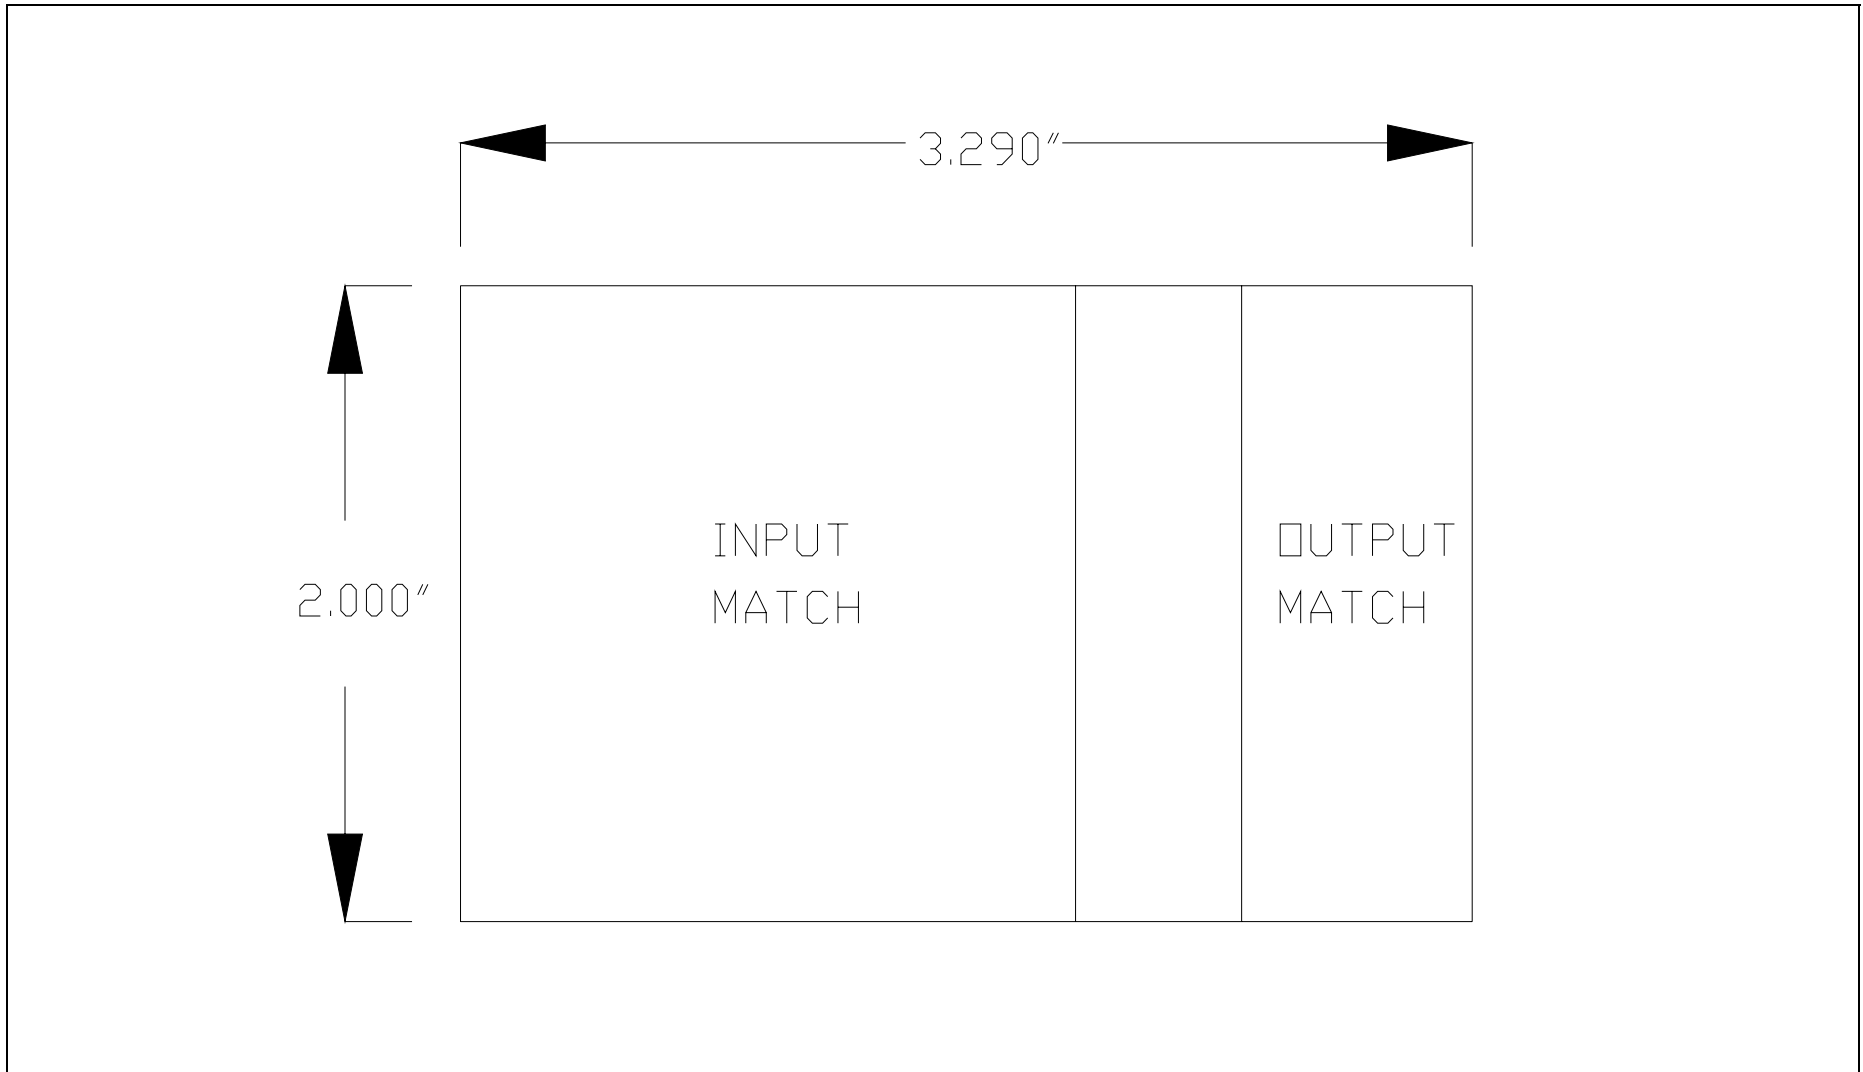 3.290"
INPUT
MATCH
OUTPUT
MATCH
2.000"